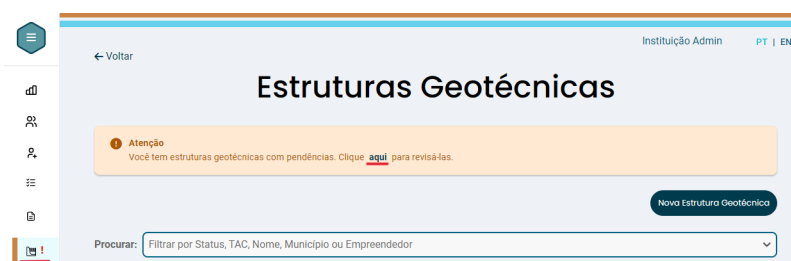 Instituição Admin PT | EN
← Voltar
Estruturas Geotécnicas
Atenção
Você tem estruturas geotécnicas com pendências. Clique aqui para revisá-las.
Nova Estrutura Geotécnica
Procurar: Filtrar por Status, TAC, Nome, Município ou Empreendedor